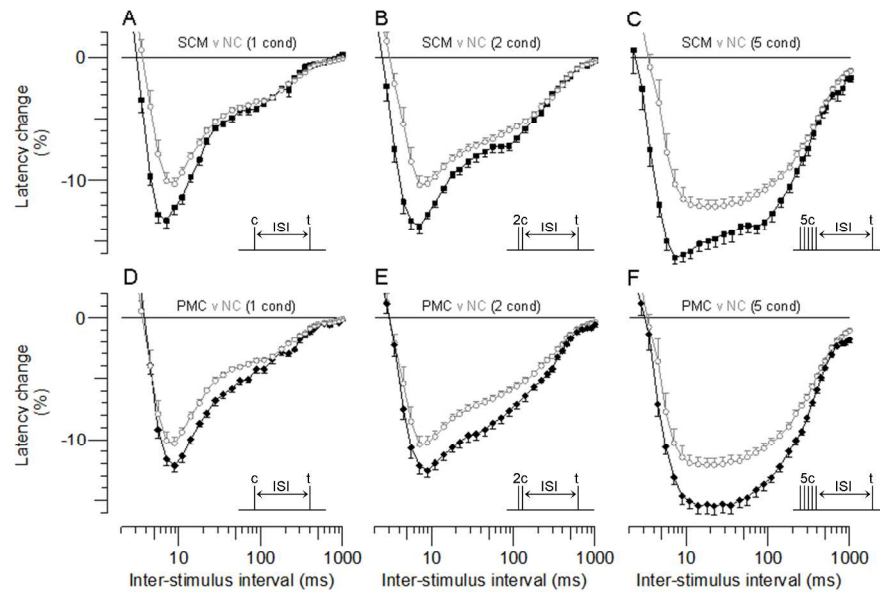 A B C
SCM v NC (1 cond) SCM v NC (2 cond) SCM v NC (5 cond)
0
-10
Latency change
(%)
c ISI t 2c ISI t 5c ISI t
D E F
PMC v NC (1 cond) PMC v NC (2 cond) PMC v NC (5 cond)
0
-10
Latency change
(%)
c ISI t 2c ISI t 5c ISI t
10 100 1000 10 100 1000 10 100 1000
Inter-stimulus interval (ms) Inter-stimulus interval (ms) Inter-stimulus interval (ms)